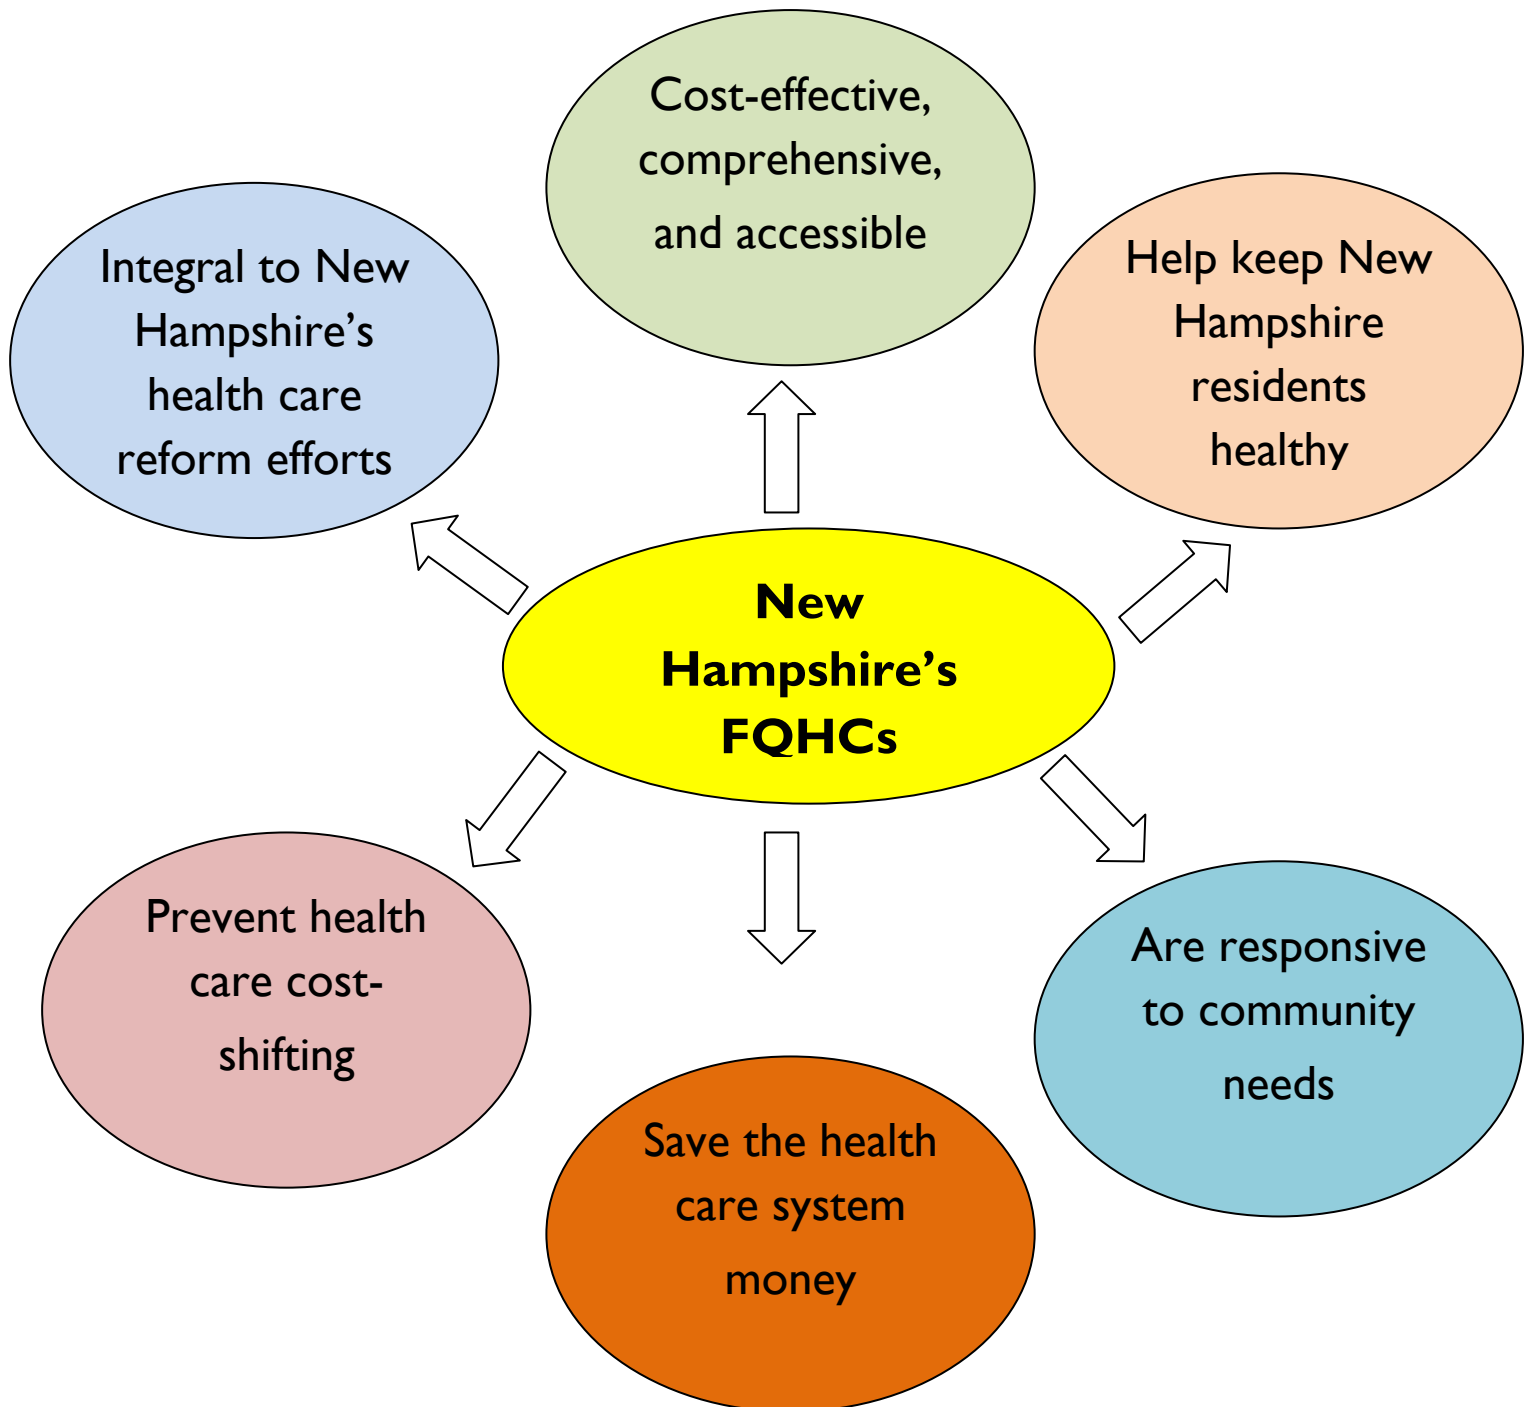 Cost-effective,
comprehensive,
and accessible
Integral to New
Hampshire’s
health care
reform efforts
Help keep New
Hampshire
residents
healthy
New
Hampshire’s
FQHCs
Prevent health
care cost-
shifting
Are responsive
to community
needs
Save the health
care system
money